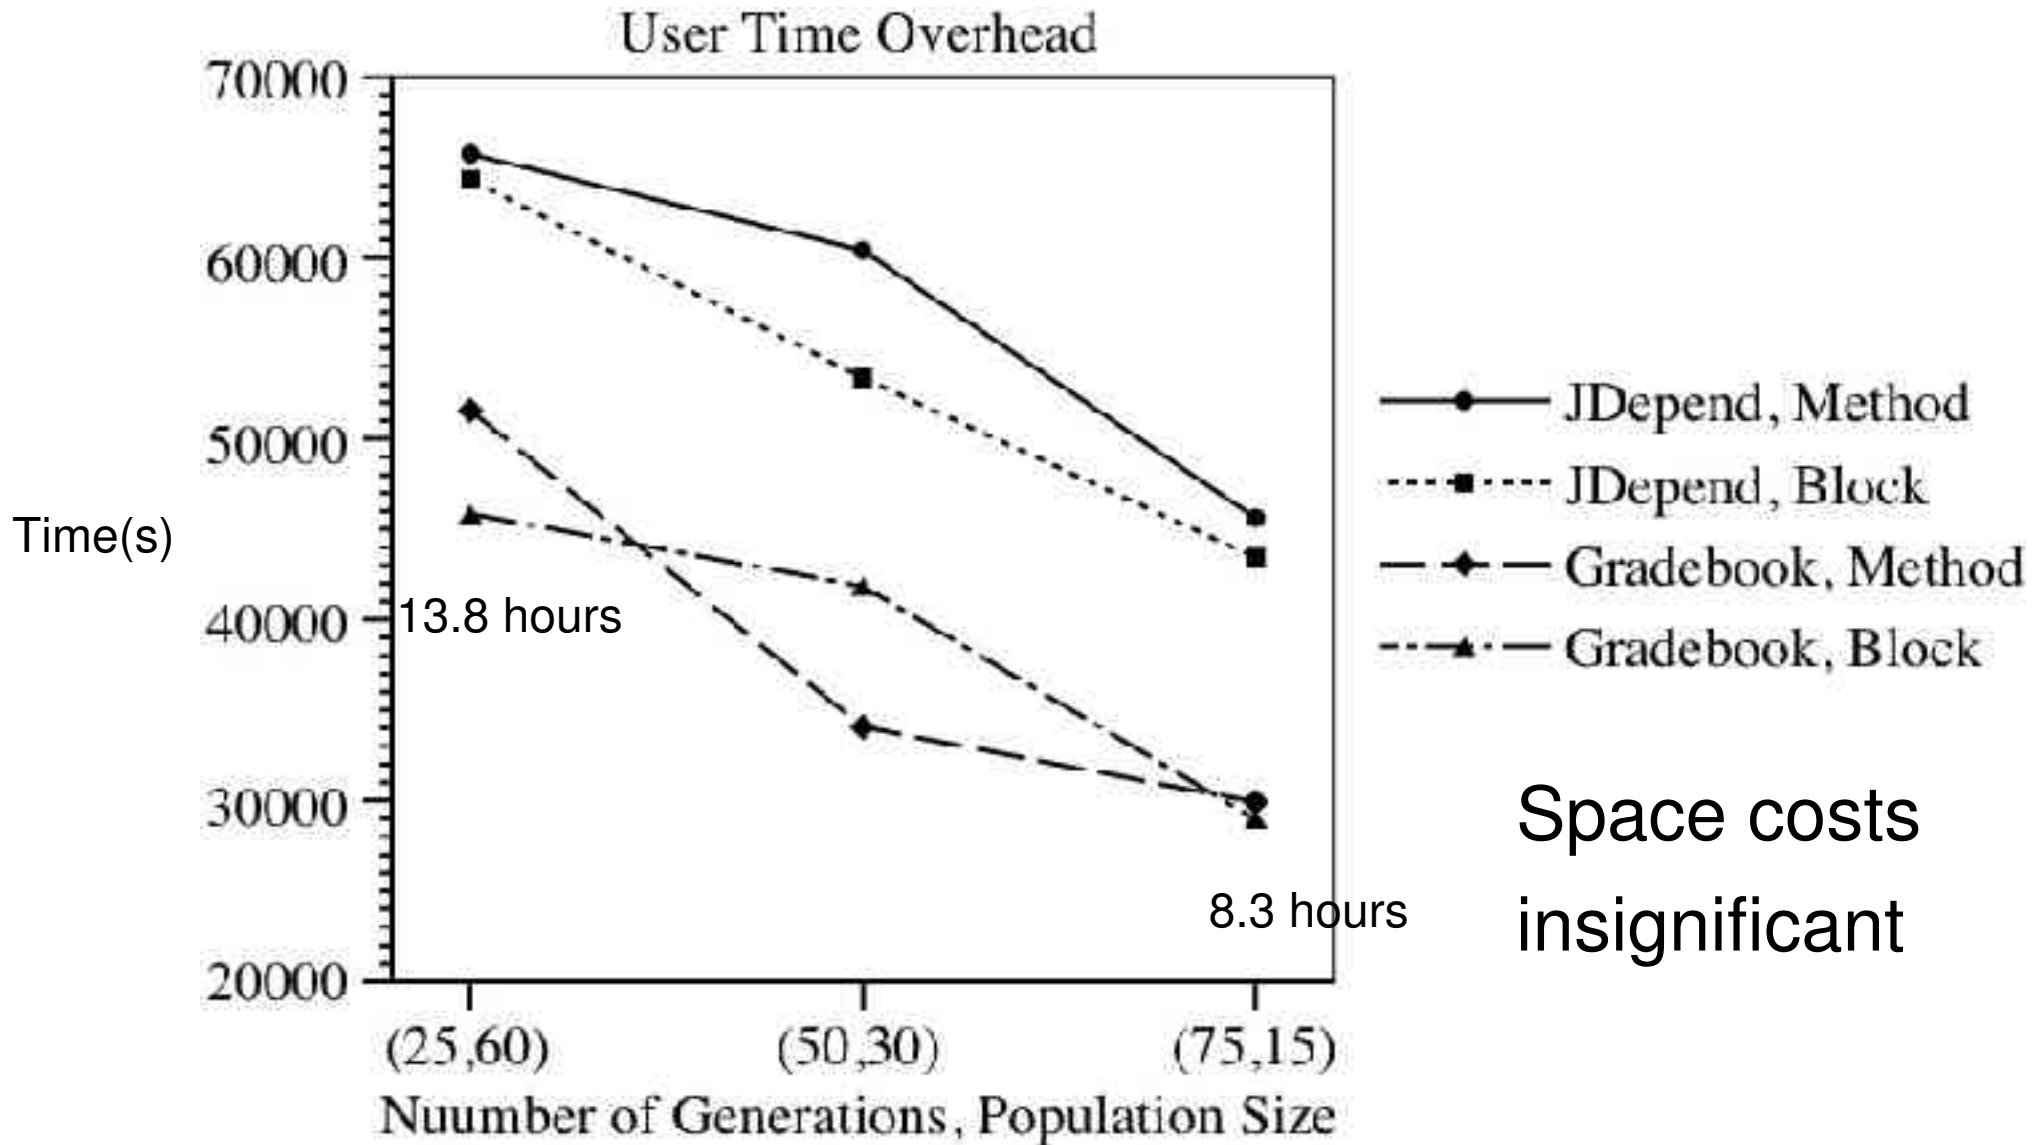 User Time Overhead
70000
60000
50000
40000
30000
20000
Time(s)
13.8 hours
8.3 hours
(25,60)
(50,30)
(75,15)
Nuumber of Generations, Population Size
JDepend, Method
JDepend, Block
Gradebook, Method
Gradebook, Block
Space costs
insignificant